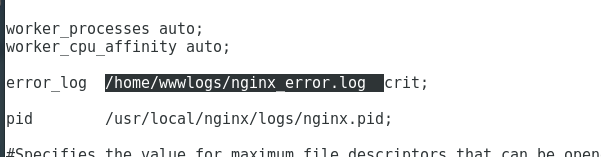 worker_processes auto;
worker_cpu_affinity auto;
error_log /home/wwwlogs/nginx_error.log crit;
pid /usr/local/nginx/logs/nginx.pid;
#Specifies the value for maximum file descriptors that can be open